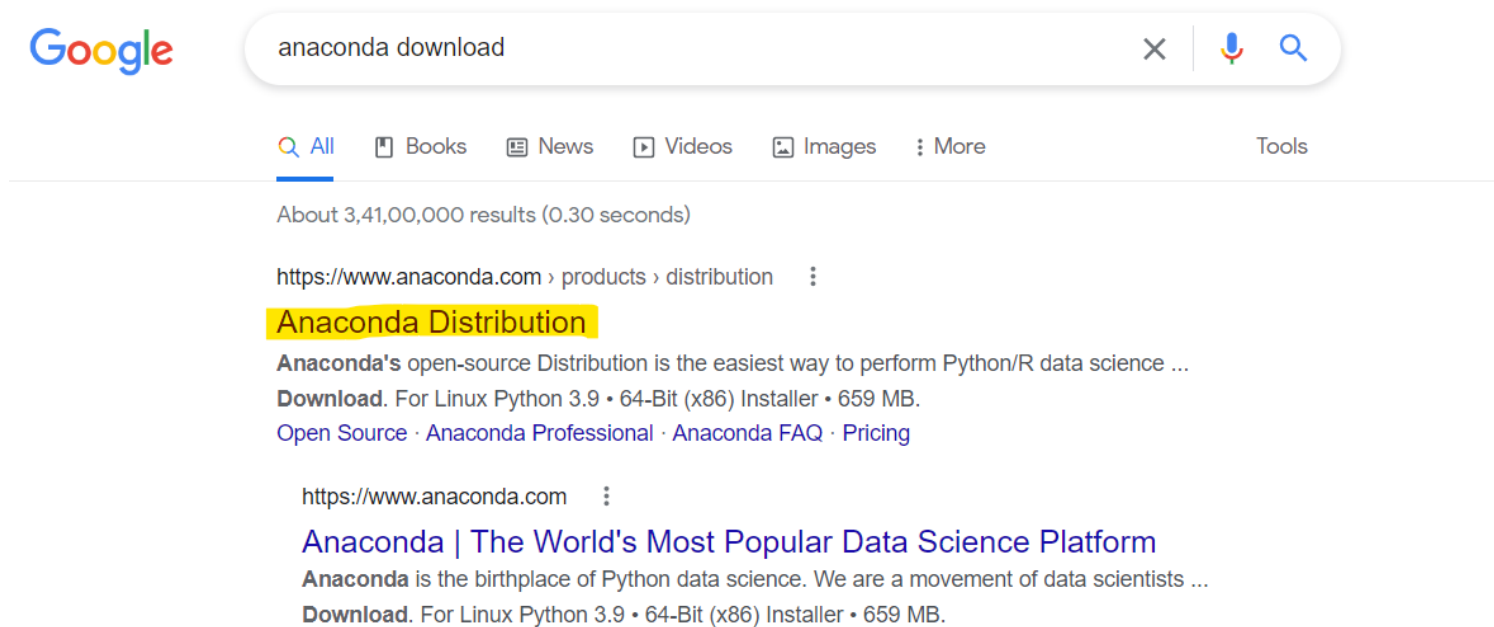 Google
anaconda download
All Books News Videos Images More Tools
About 3,41,00,000 results (0.30 seconds)
https://www.anaconda.com › products › distribution
Anaconda Distribution
Anaconda's open-source Distribution is the easiest way to perform Python/R data science ...
Download. For Linux Python 3.9 • 64-Bit (x86) Installer • 659 MB.
Open Source · Anaconda Professional · Anaconda FAQ · Pricing
https://www.anaconda.com
Anaconda | The World's Most Popular Data Science Platform
Anaconda is the birthplace of Python data science. We are a movement of data scientists ...
Download. For Linux Python 3.9 • 64-Bit (x86) Installer • 659 MB.